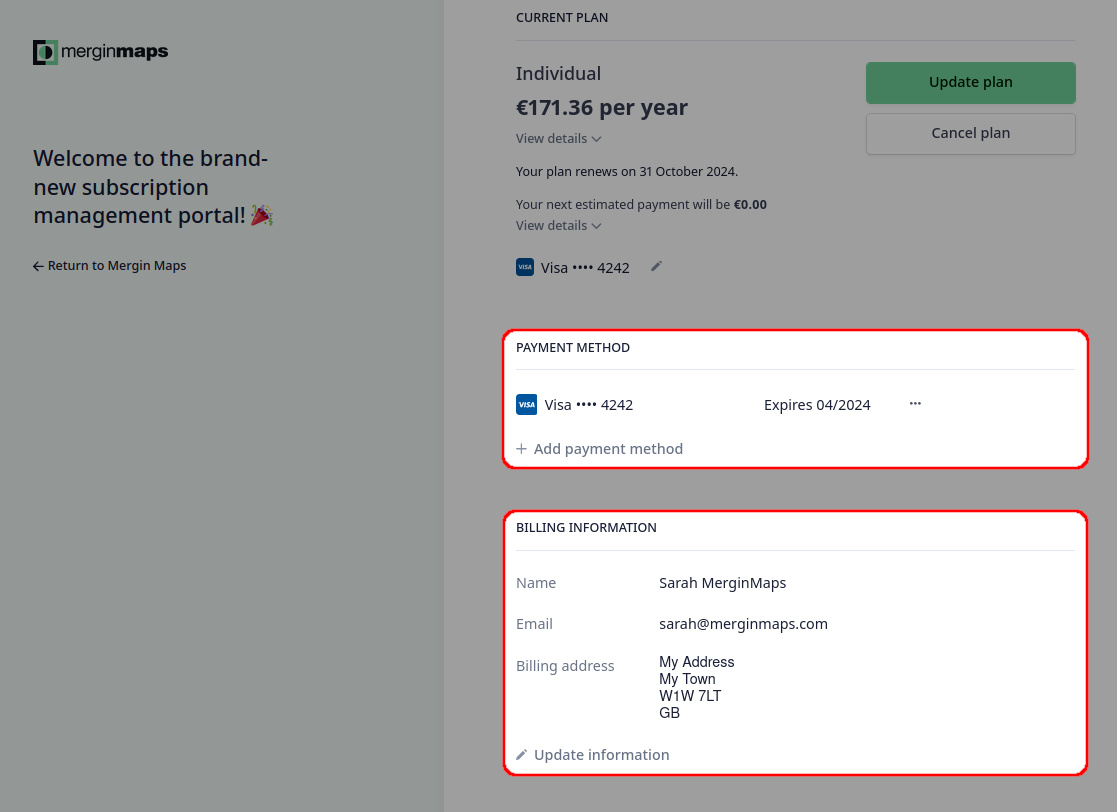 merginmaps
Welcome to the brand-
new subscription
management portal! 🎉
← Return to Mergin Maps
CURRENT PLAN
Individual
€171.36 per year
View details
Your plan renews on 31 October 2024.
Your next estimated payment will be €0.00
View details
VISA Visa •••• 4242
Update plan
Cancel plan
PAYMENT METHOD
VISA Visa •••• 4242 Expires 04/2024 •••
+ Add payment method
BILLING INFORMATION
Name Sarah MerginMaps
Email sarah@merginmaps.com
Billing address My Address
My Town
W1W 7LT
GB
Update information